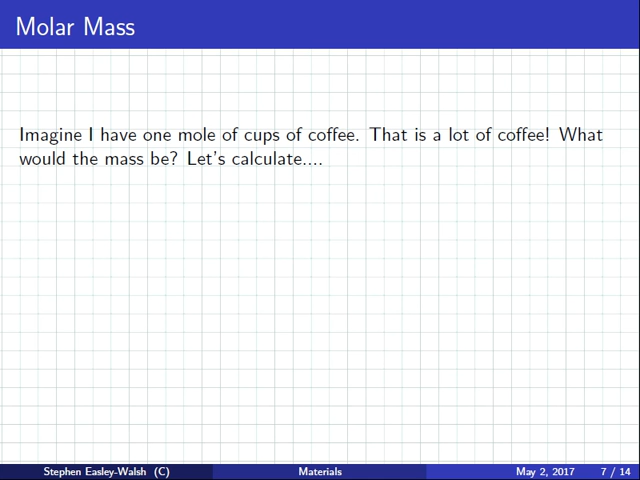 Molar Mass
Imagine I have one mole of cups of coffee. That is a lot of coffee! What
would the mass be? Let's calculate....
Stephen Easley-Walsh (C) Materials May 2, 2017 7 / 14